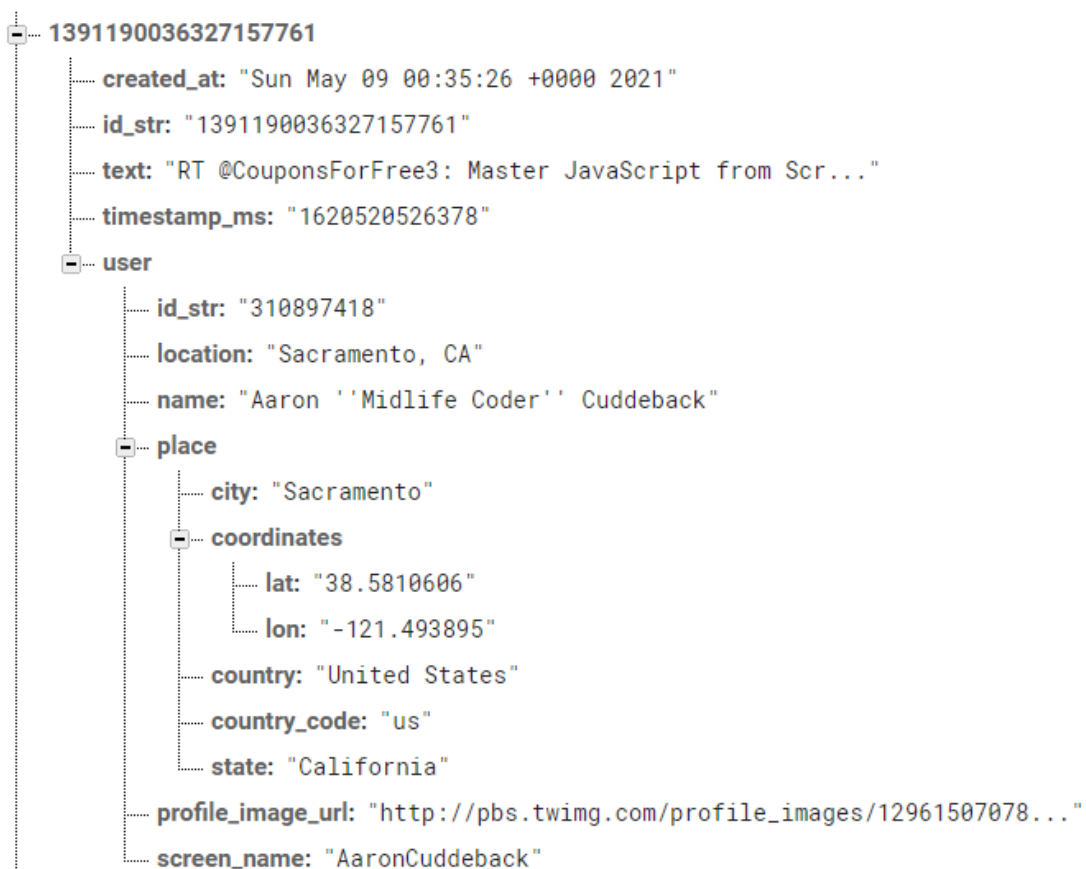 1391190036327157761
created_at: "Sun May 09 00:35:26 +0000 2021"
id_str: "1391190036327157761"
text: "RT @CouponsForFree3: Master JavaScript from Scr..."
timestamp_ms: "1620520526378"
user
id_str: "310897418"
location: "Sacramento, CA"
name: "Aaron ''Midlife Coder'' Cuddeback"
place
city: "Sacramento"
coordinates
lat: "38.5810606"
lon: "-121.493895"
country: "United States"
country_code: "us"
state: "California"
profile_image_url: "http://pbs.twimg.com/profile_images/12961507078..."
screen_name: "AaronCuddeback"